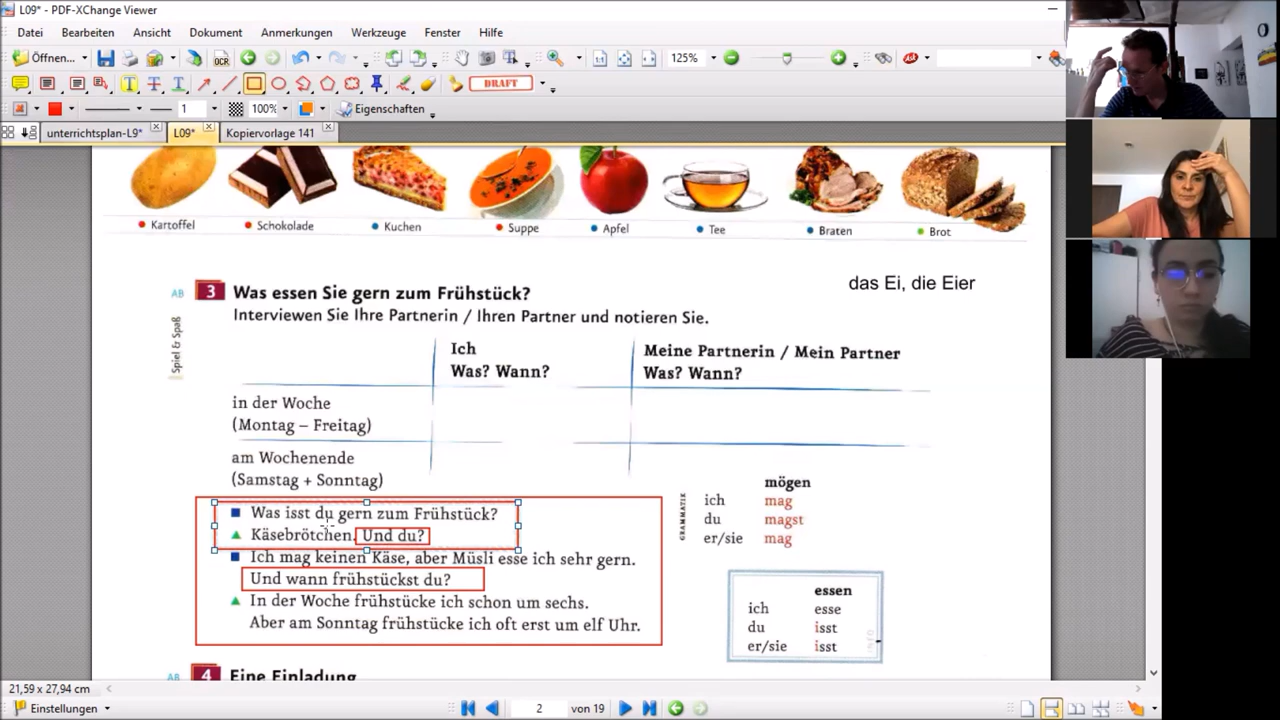 L09* - PDF-XChange Viewer
Datei Bearbeiten Ansicht Dokument Anmerkungen Werkzeuge Fenster Hilfe
Öffnen... OCR 125%
DRAFT
1 100% Eigenschaften
unterrichtsplan-L9* L09* Kopiervorlage 141
Kartoffel Schokolade Kuchen Suppe Apfel Tee Braten Brot
das Ei, die Eier
AB 3 Was essen Sie gern zum Frühstück?
Interviewen Sie Ihre Partnerin / Ihren Partner und notieren Sie.
Spiel & Spaß
Ich
Was? Wann?
Meine Partnerin / Mein Partner
Was? Wann?
in der Woche
(Montag – Freitag)
am Wochenende
(Samstag + Sonntag)
Was isst du gern zum Frühstück?
Käsebrötchen. Und du?
Ich mag keinen Käse, aber Müsli esse ich sehr gern.
Und wann frühstückst du?
In der Woche frühstücke ich schon um sechs.
Aber am Sonntag frühstücke ich oft erst um elf Uhr.
GRAMMATIK
mögen
ich mag
du magst
er/sie mag
essen
ich esse
du isst
er/sie isst
AB 4 Eine Einladung
21,59 x 27,94 cm
Einstellungen 2 von 19